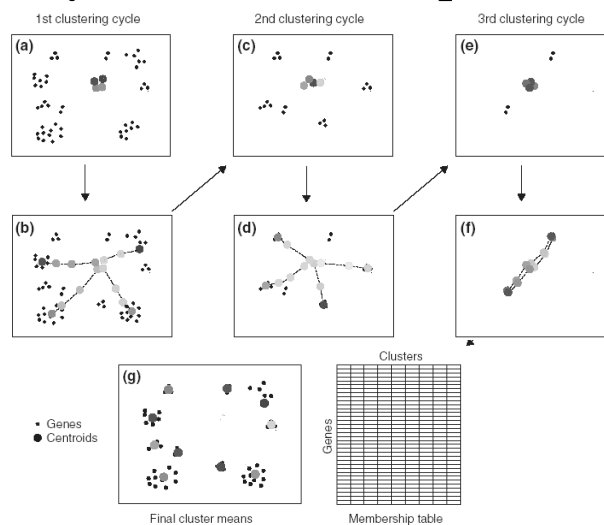 1st clustering cycle
2nd clustering cycle
3rd clustering cycle
(a)
(c)
(e)
(b)
(d)
(f)
(g)
Clusters
Genes
Genes
Centroids
Final cluster means
Membership table